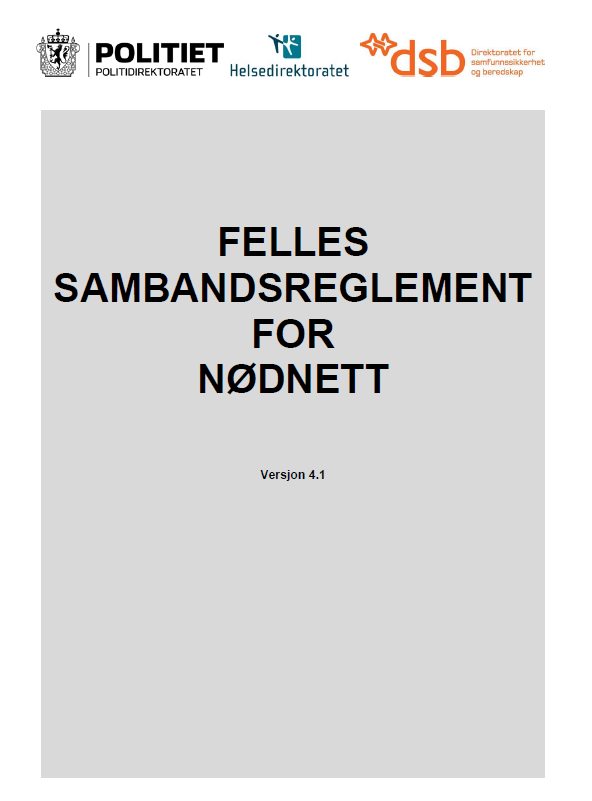 POLITIET
POLITIDIREKTORATET
Helsedirektoratet
dsb
Direktoratet for
samfunnssikkerhet
og beredskap
FELLES
SAMBANDSREGLEMENT
FOR
NØDNETT
Versjon 4.1